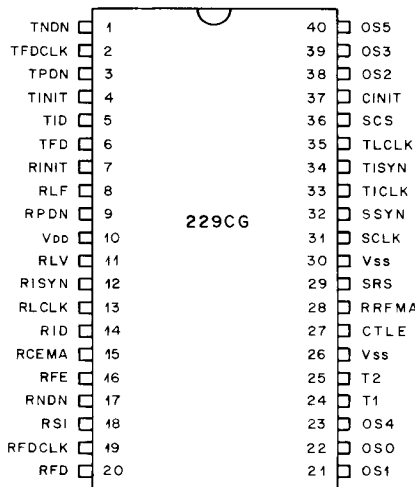 TNDN 1 40 OS5
TFDCLK 2 39 OS3
TPDN 3 38 OS2
TINIT 4 37 CINIT
TID 5 36 SCS
TFD 6 35 TLCLK
RINIT 7 34 TISYN
RLF 8 33 TICLK
RPDN 9 32 SSYN
229CG
VDD 10 31 SCLK
RLV 11 30 Vss
RISYN 12 29 SRS
RLCLK 13 28 RRFMA
RID 14 27 CTLE
RCEMA 15 26 Vss
RFE 16 25 T2
RNDN 17 24 T1
RSI 18 23 OS4
RFDCLK 19 22 OS0
RFD 20 21 OS1